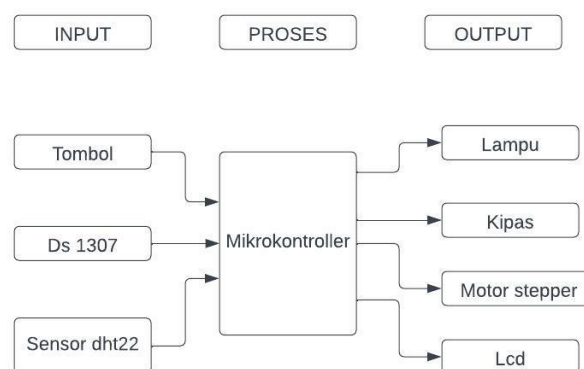 INPUT
PROSES
OUTPUT
Tombol
Ds 1307
Sensor dht22
Mikrokontroller
Lampu
Kipas
Motor stepper
Lcd